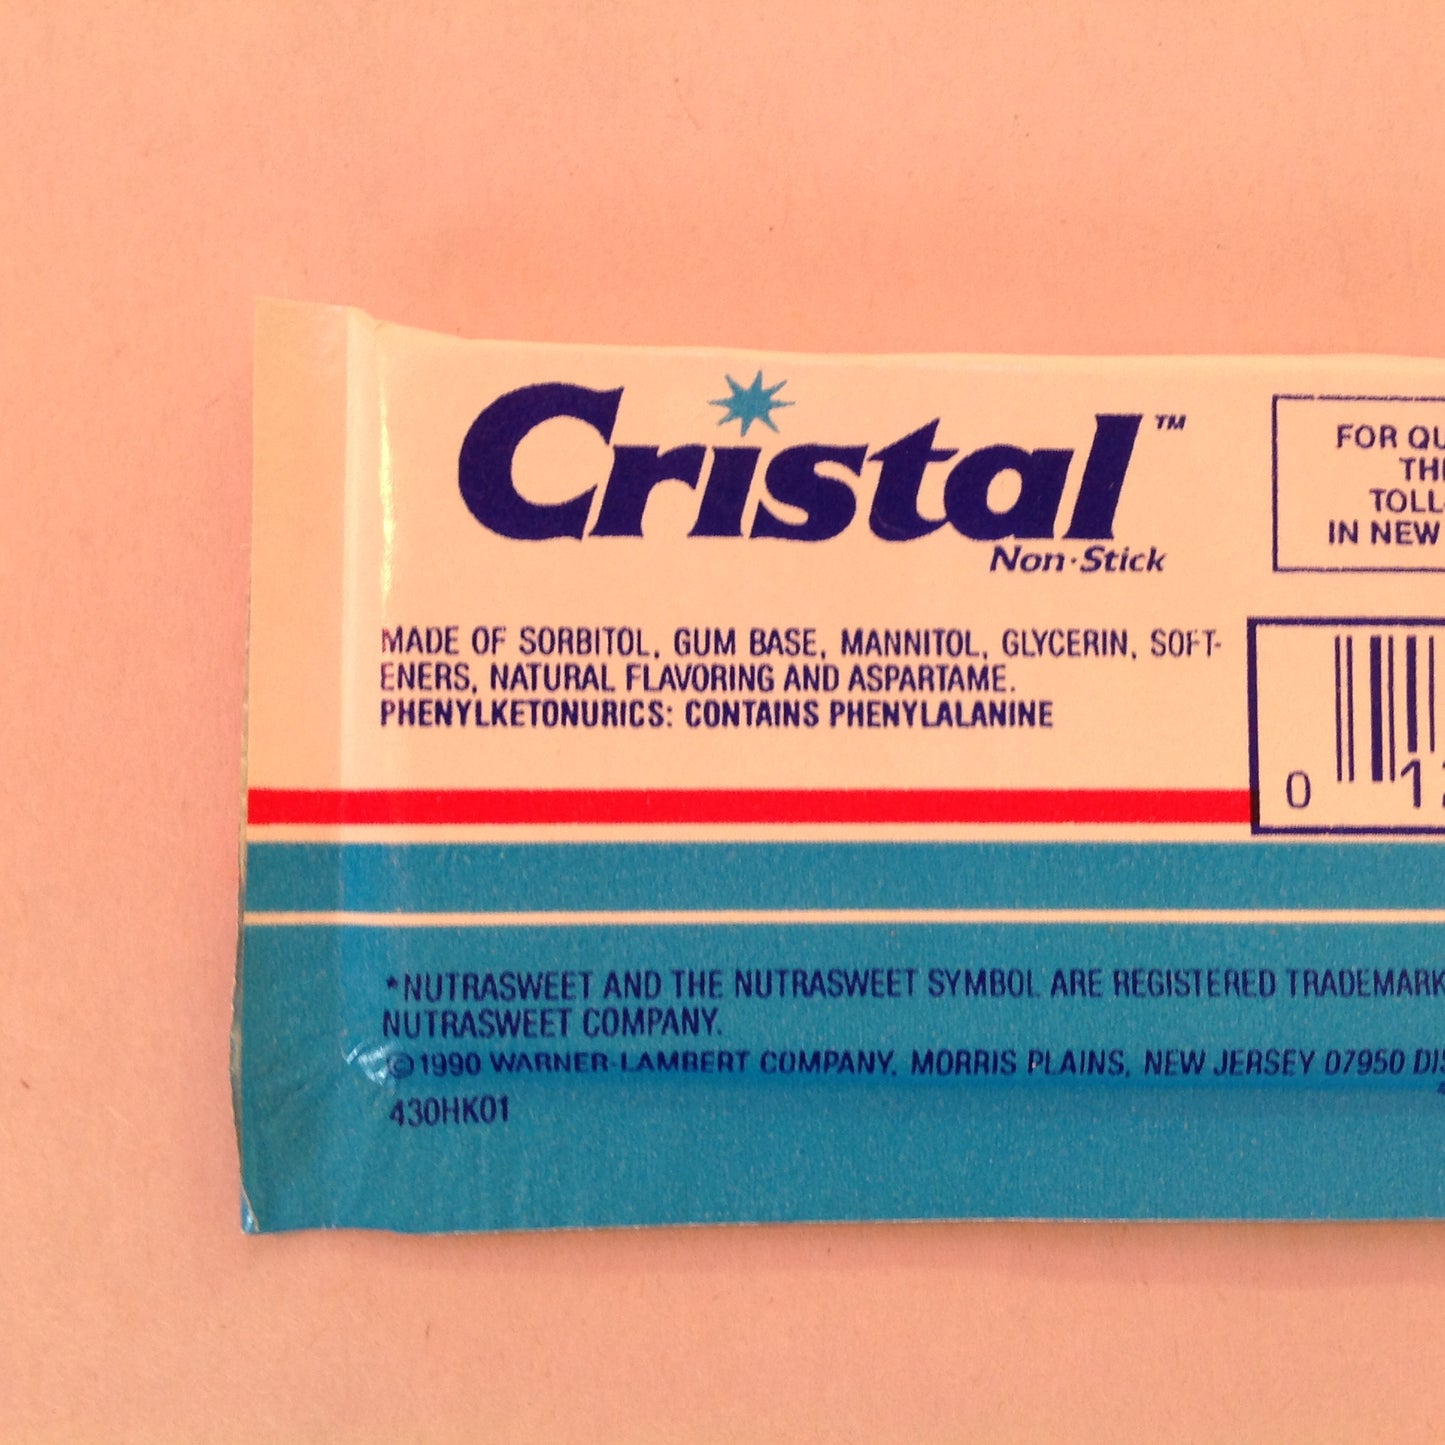 Cristal™
Non·Stick
MADE OF SORBITOL, GUM BASE, MANNITOL, GLYCERIN, SOFT-
ENERS, NATURAL FLAVORING AND ASPARTAME.
PHENYLKETONURICS: CONTAINS PHENYLALANINE
FOR
TOLL
IN NEW
0 1
*NUTRASWEET AND THE NUTRASWEET SYMBOL ARE REGISTERED TRADEMARK
NUTRASWEET COMPANY.
©1990 WARNER-LAMBERT COMPANY, MORRIS PLAINS, NEW JERSEY 07950
430HK01